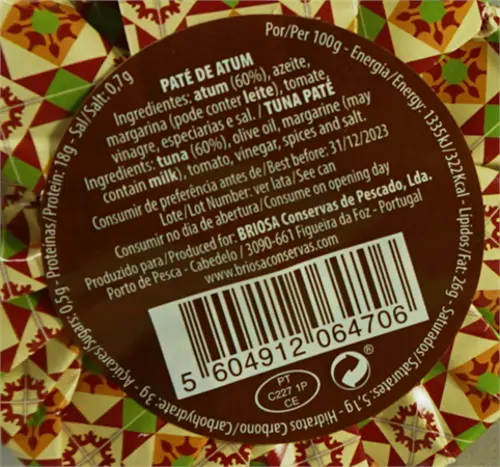 Por/Per 100g - Energia/Energy: 1335kJ/322Kcal - Lipidos/Fat: 26g - Saturados/Saturates: 5,1g - Hidratos Carbono/Carbohydrate: 3g - Açúcares/Sugars: 0,5g - Proteínas/Protein: 18g - Sal/Salt: 0,7g
PATÉ DE ATUM
Ingredientes: atum (60%), azeite,
margarina (pode conter leite), tomate,
vinagre, especiarias e sal. / TUNA PATÉ
Ingredients: tuna (60%), olive oil, margarine (may
contain milk), tomato, vinegar, spices and salt.
Consumir de preferência antes de/Best before: 31/12/2023
Lote/Lot Number: ver lata/See can
Consumir no dia de abertura/Consume on opening day
Produzido para/Produced for: BRIOSA Conservas de Pescado, Lda.
Porto de Pesca - Cabedelo / 3090-661 Figueira da Foz - Portugal
www.briosaconservas.com
5 604912 064706
PT
C227 1P
CE
®